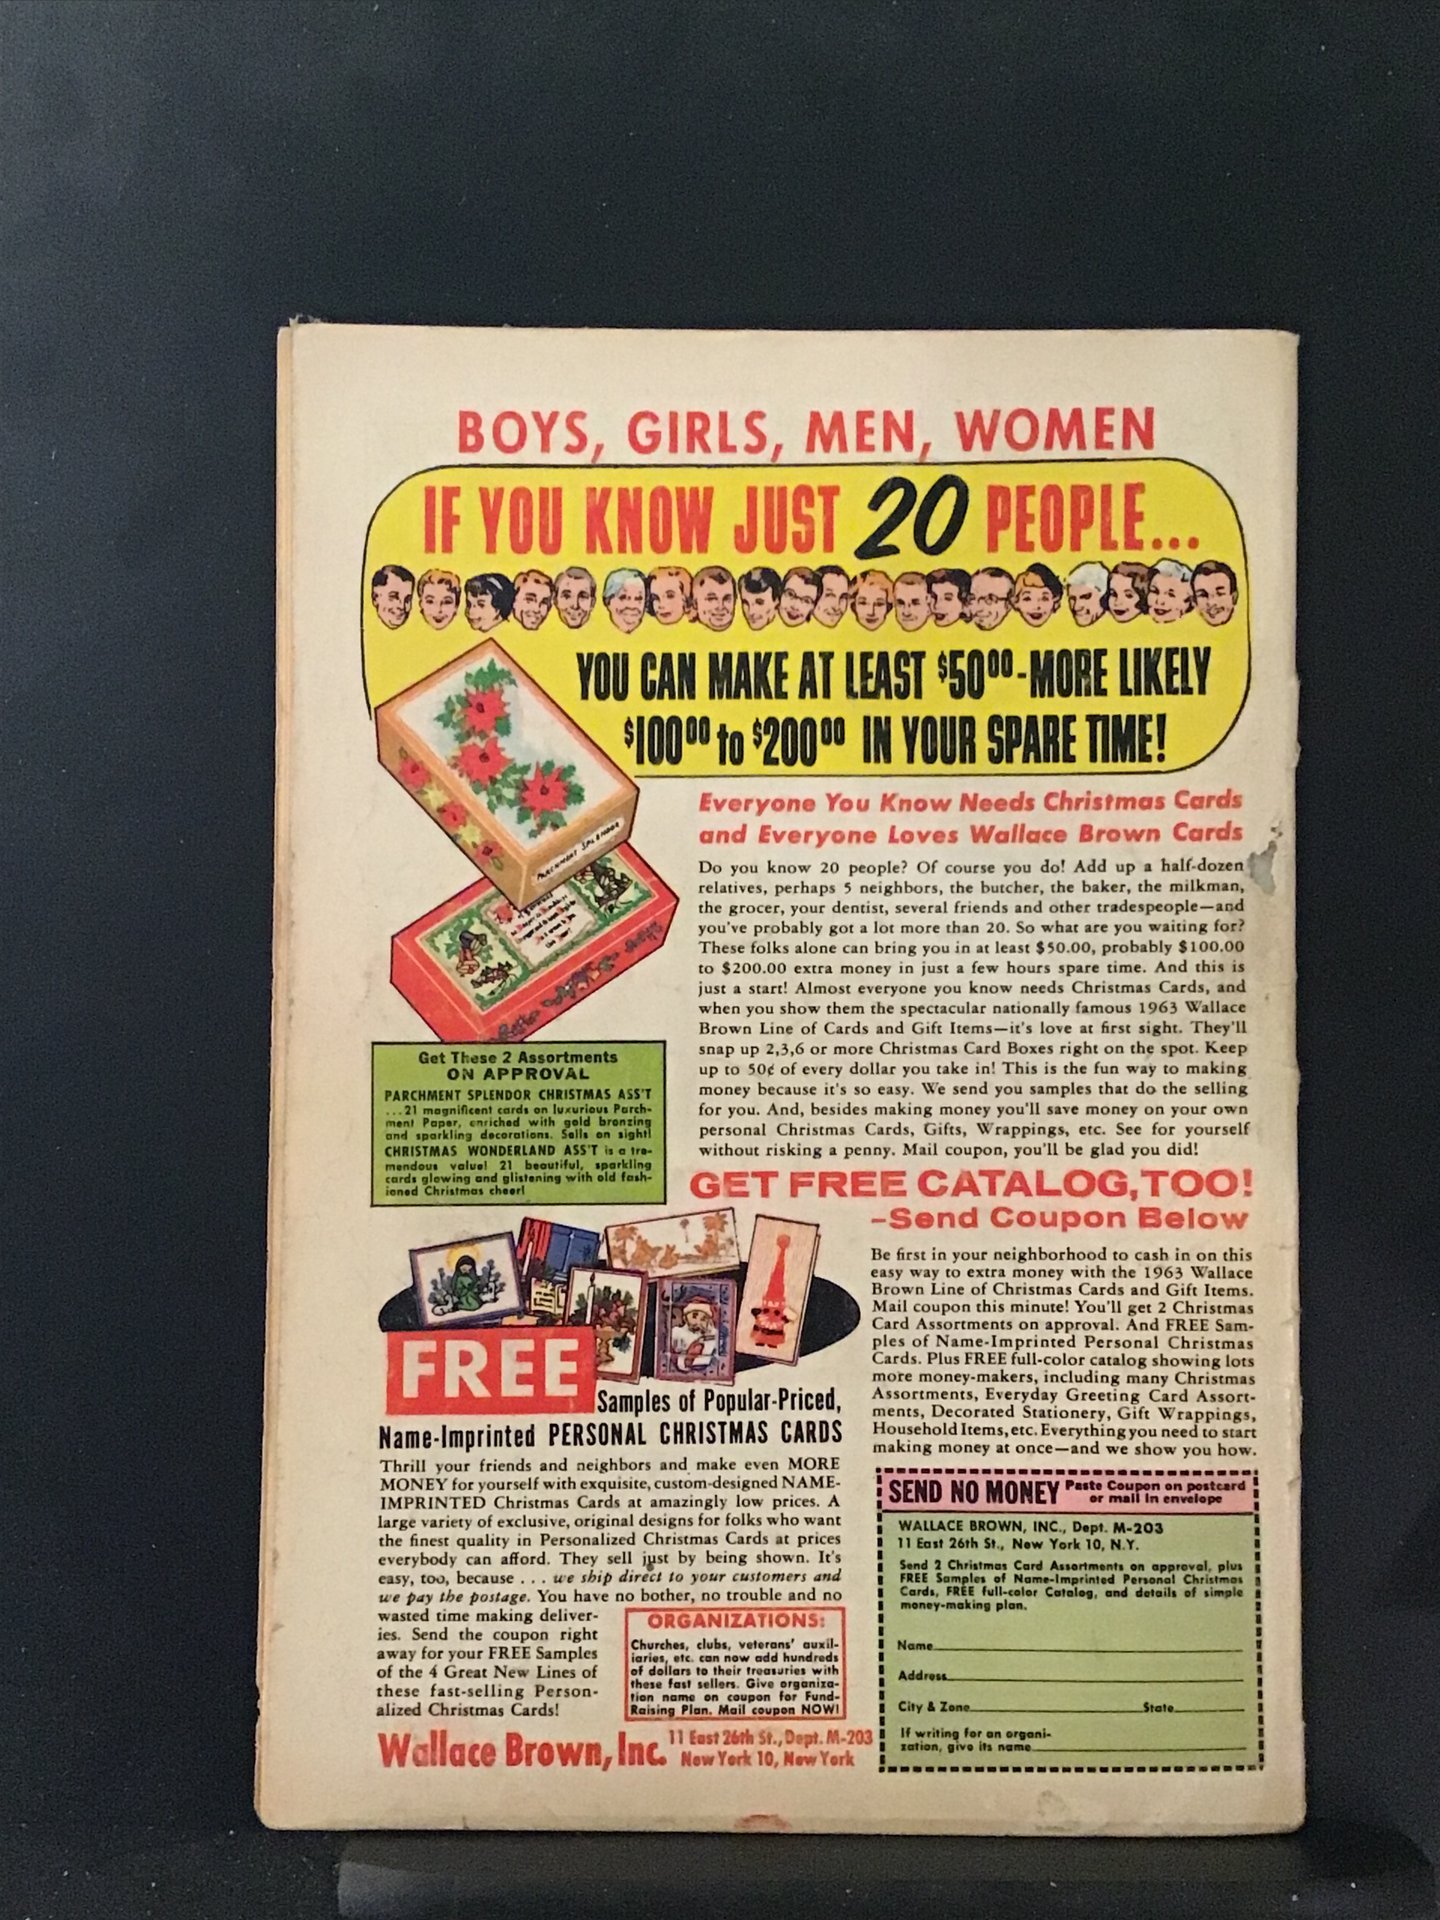 BOYS, GIRLS, MEN, WOMEN
IF YOU KNOW JUST 20 PEOPLE...
YOU CAN MAKE AT LEAST $5000-MORE LIKELY
$10000 to $20000 IN YOUR SPARE TIME!
PARCHMENT SPLENDOR
Everyone You Know Needs Christmas Cards
and Everyone Loves Wallace Brown Cards
Do you know 20 people? Of course you do! Add up a half-dozen
relatives, perhaps 5 neighbors, the butcher, the baker, the milkman,
the grocer, your dentist, several friends and other tradespeople—and
you've probably got a lot more than 20. So what are you waiting for?
These folks alone can bring you in at least $50.00, probably $100.00
to $200.00 extra money in just a few hours spare time. And this is
just a start! Almost everyone you know needs Christmas Cards, and
when you show them the spectacular nationally famous 1963 Wallace
Brown Line of Cards and Gift Items—it's love at first sight. They'll
snap up 2,3,6 or more Christmas Card Boxes right on the spot. Keep
up to 50¢ of every dollar you take in! This is the fun way to making
money because it's so easy. We send you samples that do the selling
for you. And, besides making money you'll save money on your own
personal Christmas Cards, Gifts, Wrappings, etc. See for yourself
without risking a penny. Mail coupon, you'll be glad you did!
Get These 2 Assortments
ON APPROVAL
PARCHMENT SPLENDOR CHRISTMAS ASS'T
...21 magnificent cards on luxurious Parch-
ment Paper, enriched with gold bronzing
and sparkling decorations. Sells on sight!
CHRISTMAS WONDERLAND ASS'T is a tre-
mendous value! 21 beautiful, sparkling
cards glowing and glistening with old fash-
ioned Christmas cheer!
GET FREE CATALOG, TOO!
-Send Coupon Below
Be first in your neighborhood to cash in on this
easy way to extra money with the 1963 Wallace
Brown Line of Christmas Cards and Gift Items.
Mail coupon this minute! You'll get 2 Christmas
Card Assortments on approval. And FREE Sam-
ples of Name-Imprinted Personal Christmas
Cards. Plus FREE full-color catalog showing lots
more money-makers, including many Christmas
Assortments, Everyday Greeting Card Assort-
ments, Decorated Stationery, Gift Wrappings,
Household Items, etc. Everything you need to start
making money at once—and we show you how.
FREE
Samples of Popular-Priced,
Name-Imprinted PERSONAL CHRISTMAS CARDS
Thrill your friends and neighbors and make even MORE
MONEY for yourself with exquisite, custom-designed NAME-
IMPRINTED Christmas Cards at amazingly low prices. A
large variety of exclusive, original designs for folks who want
the finest quality in Personalized Christmas Cards at prices
everybody can afford. They sell just by being shown. It's
easy, too, because . . . we ship direct to your customers and
we pay the postage. You have no bother, no trouble and no
wasted time making deliver-
ies. Send the coupon right
away for your FREE Samples
of the 4 Great New Lines of
these fast-selling Person-
alized Christmas Cards!
ORGANIZATIONS:
Churches, clubs, veterans' auxil-
iaries, etc. can now add hundreds
of dollars to their treasuries with
these fast sellers. Give organiza-
tion name on coupon for Fund-
Raising Plan. Mail coupon NOW!
Wallace Brown, Inc. 11 East 26th St., Dept. M-203
New York 10, New York
SEND NO MONEY Paste Coupon on postcard
or mail in envelope
WALLACE BROWN, INC., Dept. M-203
11 East 26th St., New York 10, N.Y.
Send 2 Christmas Card Assortments on approval, plus
FREE Samples of Name-Imprinted Personal Christmas
Cards, FREE full-color Catalog, and details of simple
money-making plan.
Name
Address
City & Zone State
If writing for an organi-
zation, give its name